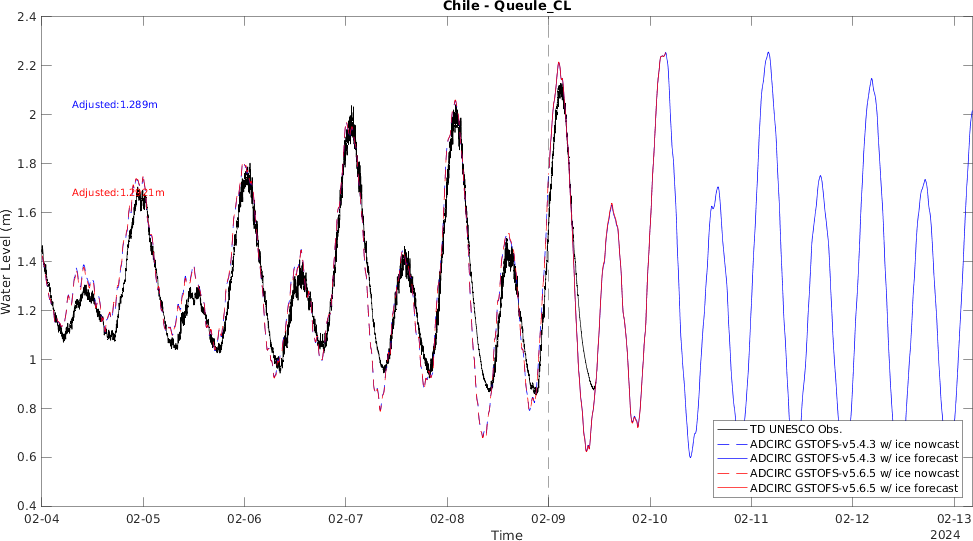 Chile - Queule_CL
2.4
2.2
2
1.8
1.6
1.4
1.2
1
0.8
0.6
0.4
Water Level (m)
Adjusted:1.289m
TD UNESCO Obs.
ADCIRC GSTOFS-v5.4.3 w/ ice nowcast
ADCIRC GSTOFS-v5.4.3 w/ ice forecast
ADCIRC GSTOFS-v5.6.5 w/ ice nowcast
ADCIRC GSTOFS-v5.6.5 w/ ice forecast
02-04 02-05 02-06 02-07 02-08 02-09 02-10 02-11 02-12 02-13
Time
2024